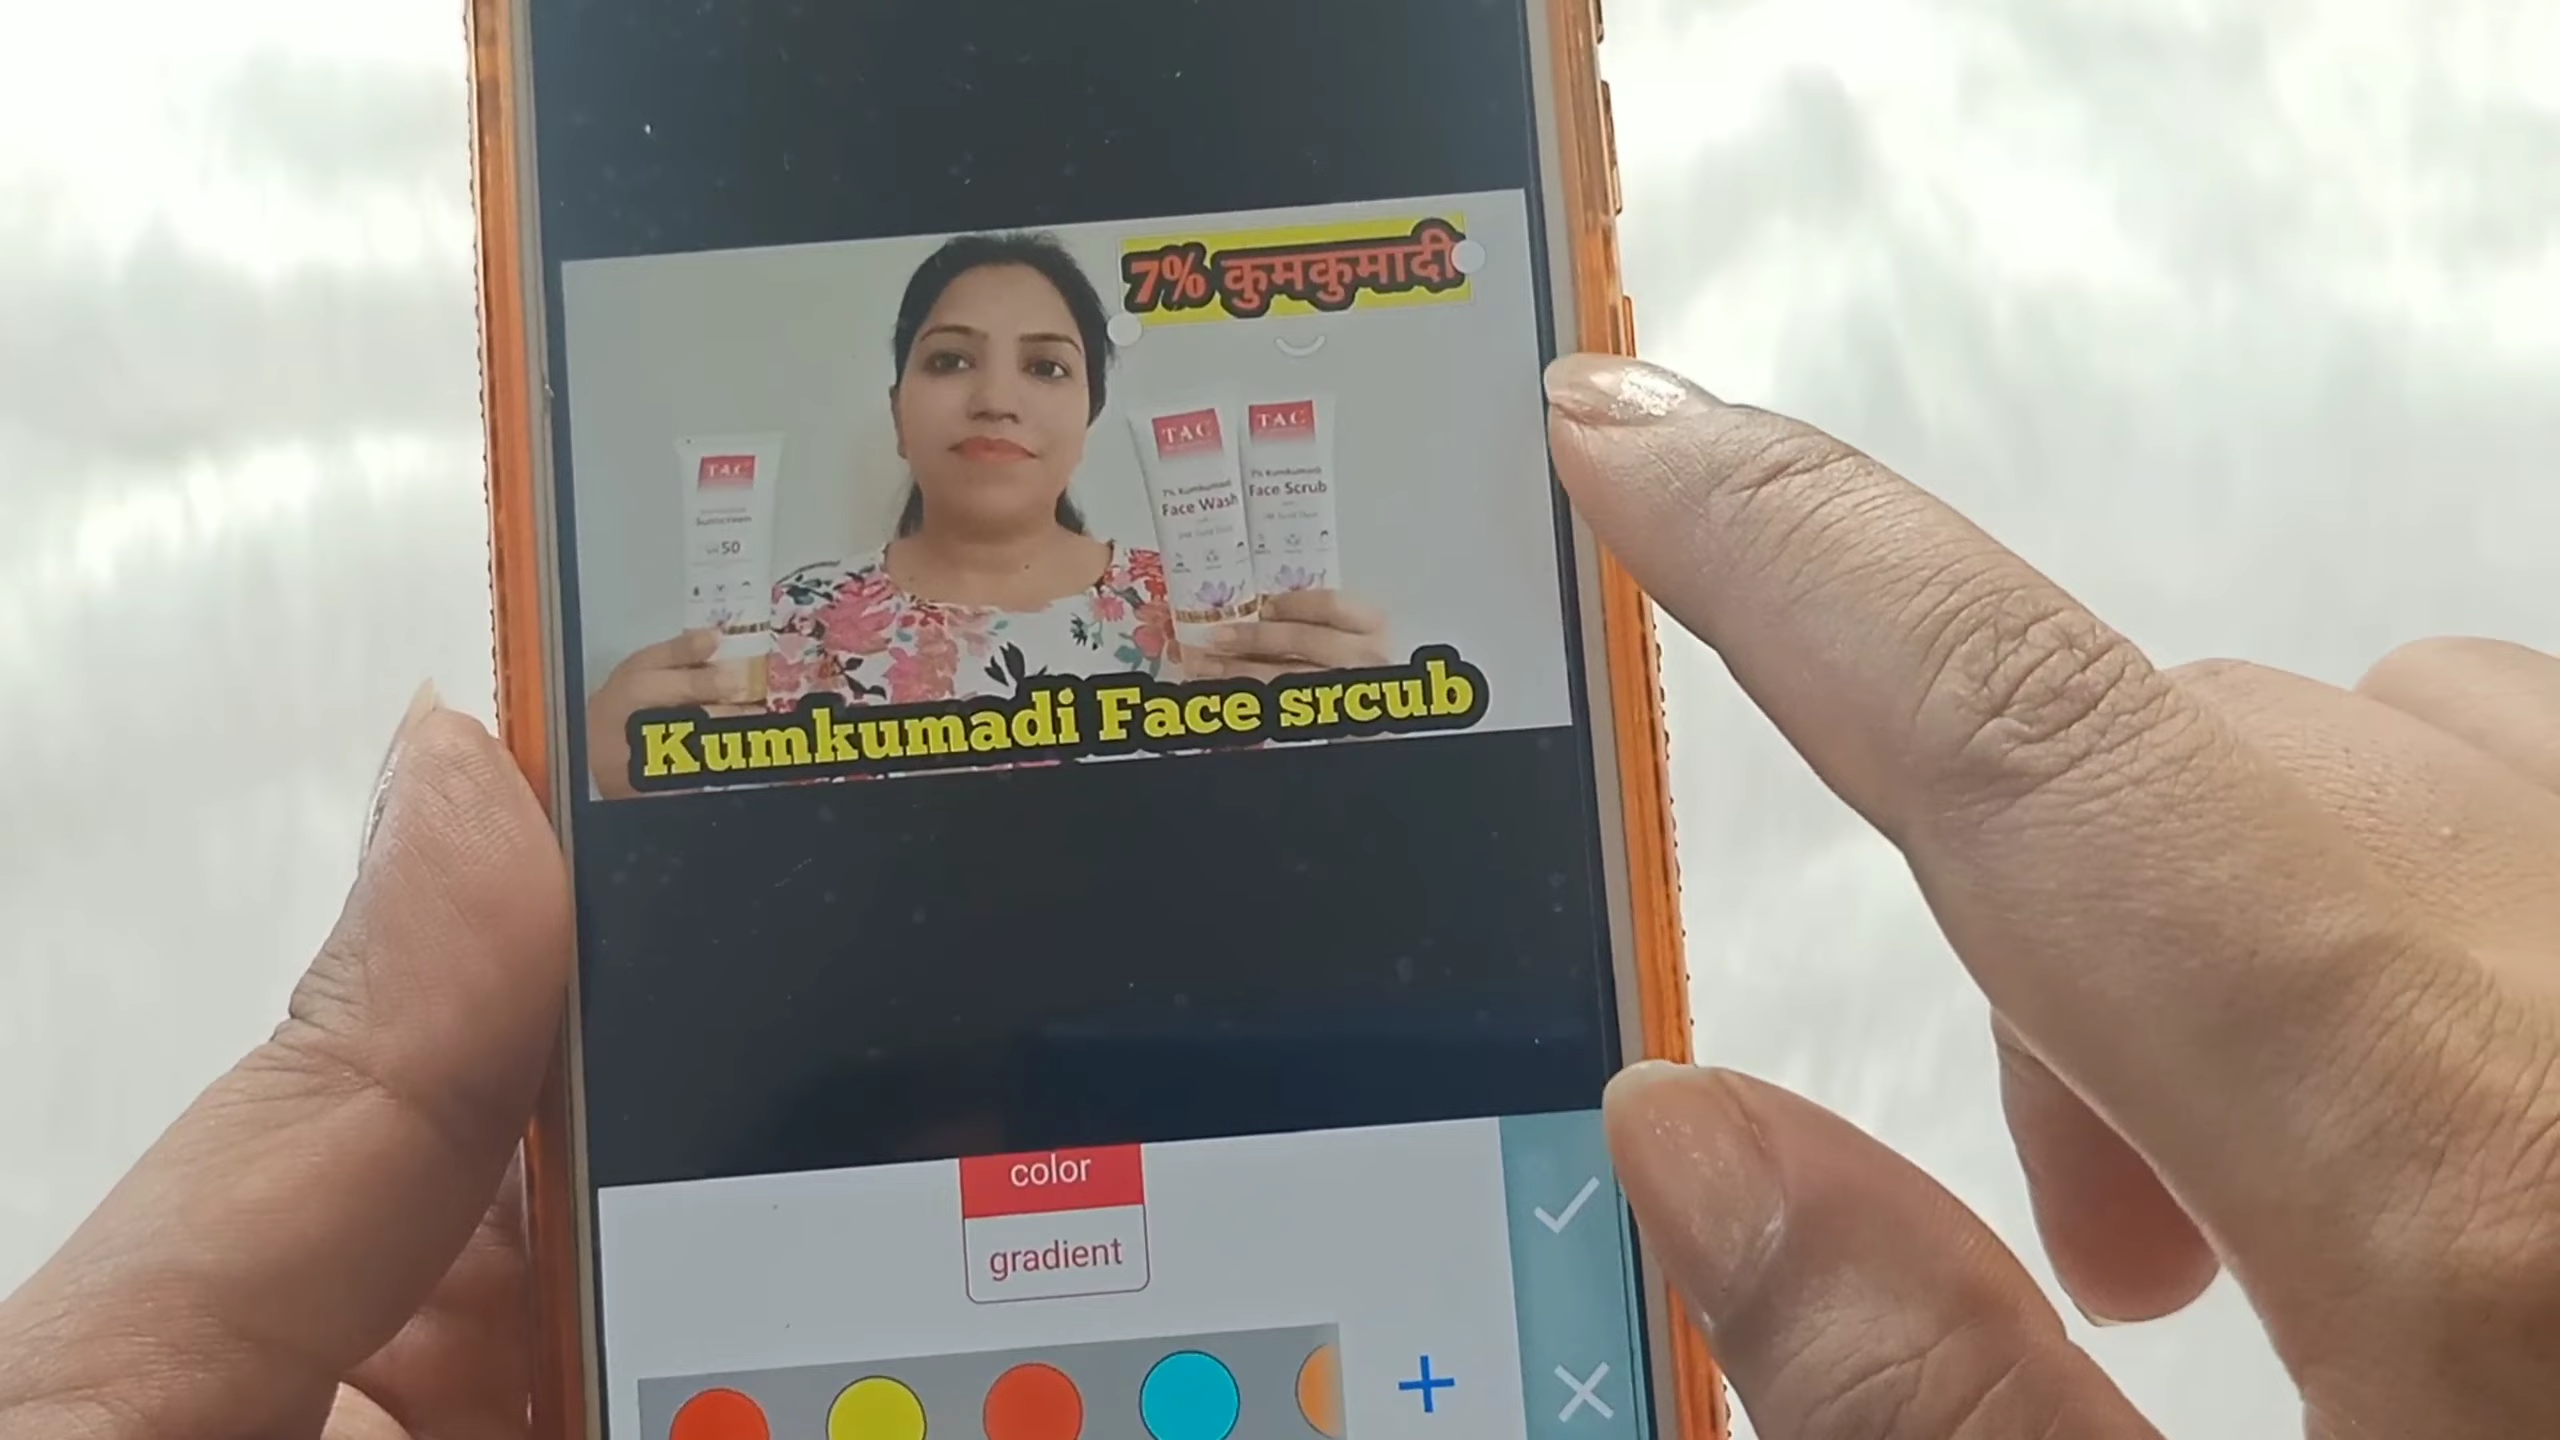 7% कुमकुमादी
TAC
Sunscreen
50
TAC
7% Kumkumadi
Face Wash
TAC
7% Kumkumadi
Face Scrub
Kumkumadi Face srcub
color
gradient